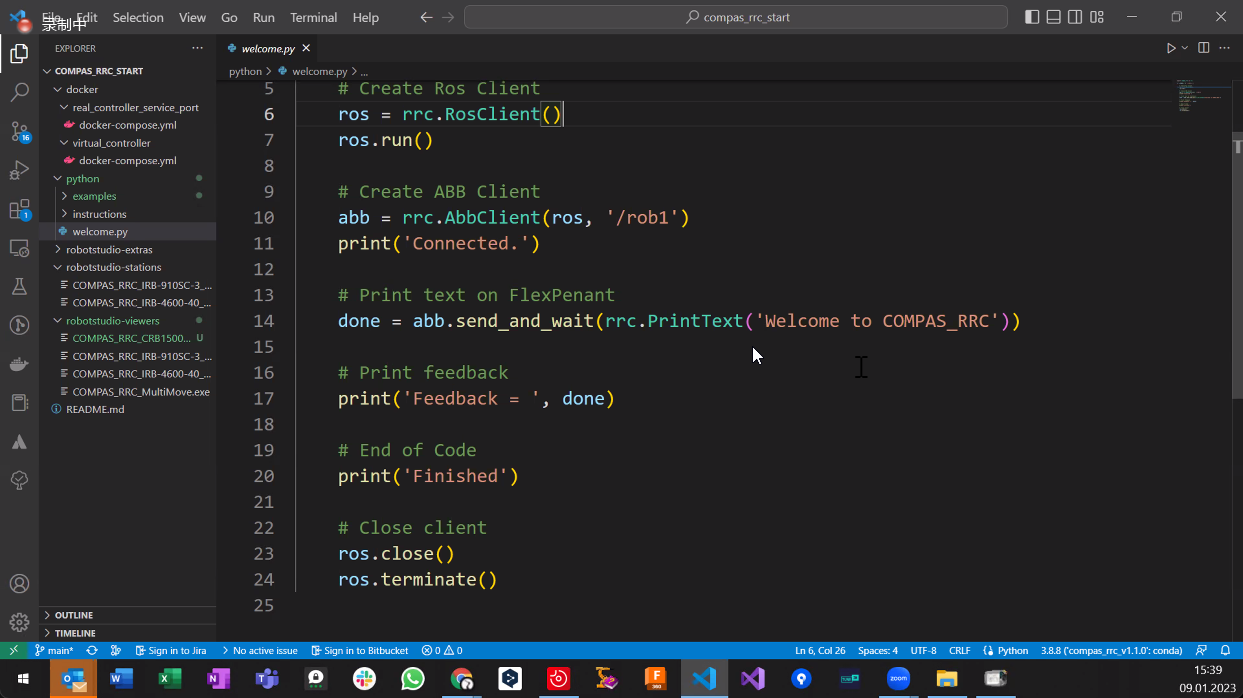 File Edit Selection View Go Run Terminal Help
compas_rrc_start
录制中
EXPLORER
COMPAS_RRC_START
docker
real_controller_service_port
docker-compose.yml
virtual_controller
docker-compose.yml
python
examples
instructions
welcome.py
robotstudio-extras
robotstudio-stations
COMPAS_RRC_IRB-910SC-3_...
COMPAS_RRC_IRB-4600-40_...
robotstudio-viewers
COMPAS_RRC_CRB1500... U
COMPAS_RRC_IRB-910SC-3_...
COMPAS_RRC_IRB-4600-40_...
COMPAS_RRC_MultiMove.exe
README.md
OUTLINE
TIMELINE
16
1
welcome.py
python > welcome.py > ...
5 # Create Ros Client
6 ros = rrc.RosClient()
7 ros.run()
8
9 # Create ABB Client
10 abb = rrc.AbbClient(ros, '/rob1')
11 print('Connected.')
12
13 # Print text on FlexPenant
14 done = abb.send_and_wait(rrc.PrintText('Welcome to COMPAS_RRC'))
15
16 # Print feedback
17 print('Feedback = ', done)
18
19 # End of Code
20 print('Finished')
21
22 # Close client
23 ros.close()
24 ros.terminate()
25
main* Sign in to Jira No active issue Sign in to Bitbucket 0 0 Ln 6, Col 26 Spaces: 4 UTF-8 CRLF Python 3.8.8 ('compas_rrc_v1.1.0': conda)
zoom
15:39
09.01.2023